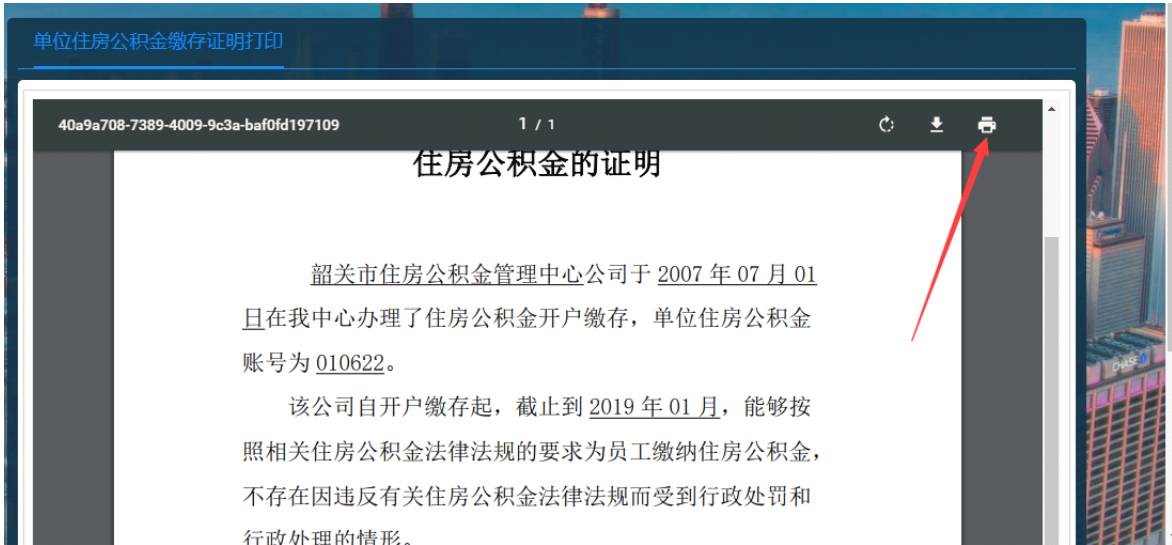 单位住房公积金缴存证明打印
40a9a708-7389-4009-9c3a-baf0fd197109 1 / 1
住房公积金的证明
韶关市住房公积金管理中心公司于 2007 年 07 月 01
日在我中心办理了住房公积金开户缴存，单位住房公积金
账号为 010622。
该公司自开户缴存起，截止到 2019 年 01 月，能够按
照相关住房公积金法律法规的要求为员工缴纳住房公积金，
不存在因违反有关住房公积金法律法规而受到行政处罚和
行政处理的情形。
CHASE